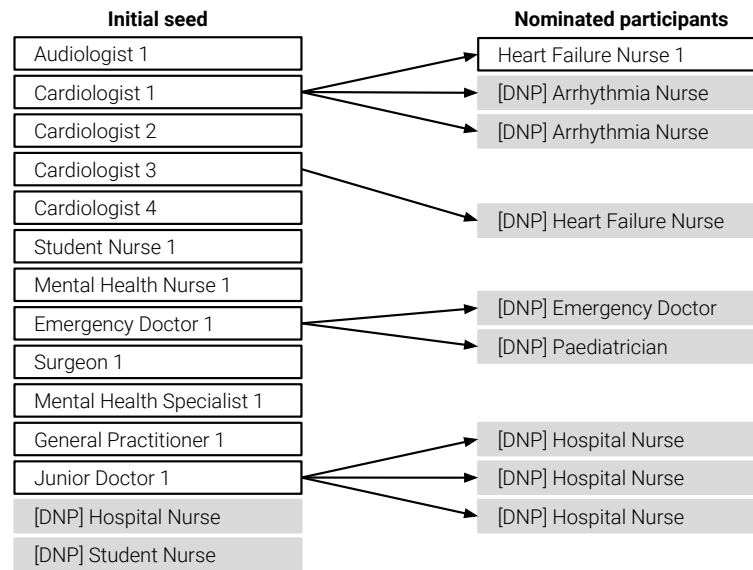 Initial seed
Audiologist 1
Cardiologist 1
Cardiologist 2
Cardiologist 3
Cardiologist 4
Student Nurse 1
Mental Health Nurse 1
Emergency Doctor 1
Surgeon 1
Mental Health Specialist 1
General Practitioner 1
Junior Doctor 1
[DNP] Hospital Nurse
[DNP] Student Nurse
Nominated participants
Heart Failure Nurse 1
[DNP] Arrhythmia Nurse
[DNP] Arrhythmia Nurse
[DNP] Heart Failure Nurse
[DNP] Emergency Doctor
[DNP] Paediatrician
[DNP] Hospital Nurse
[DNP] Hospital Nurse
[DNP] Hospital Nurse